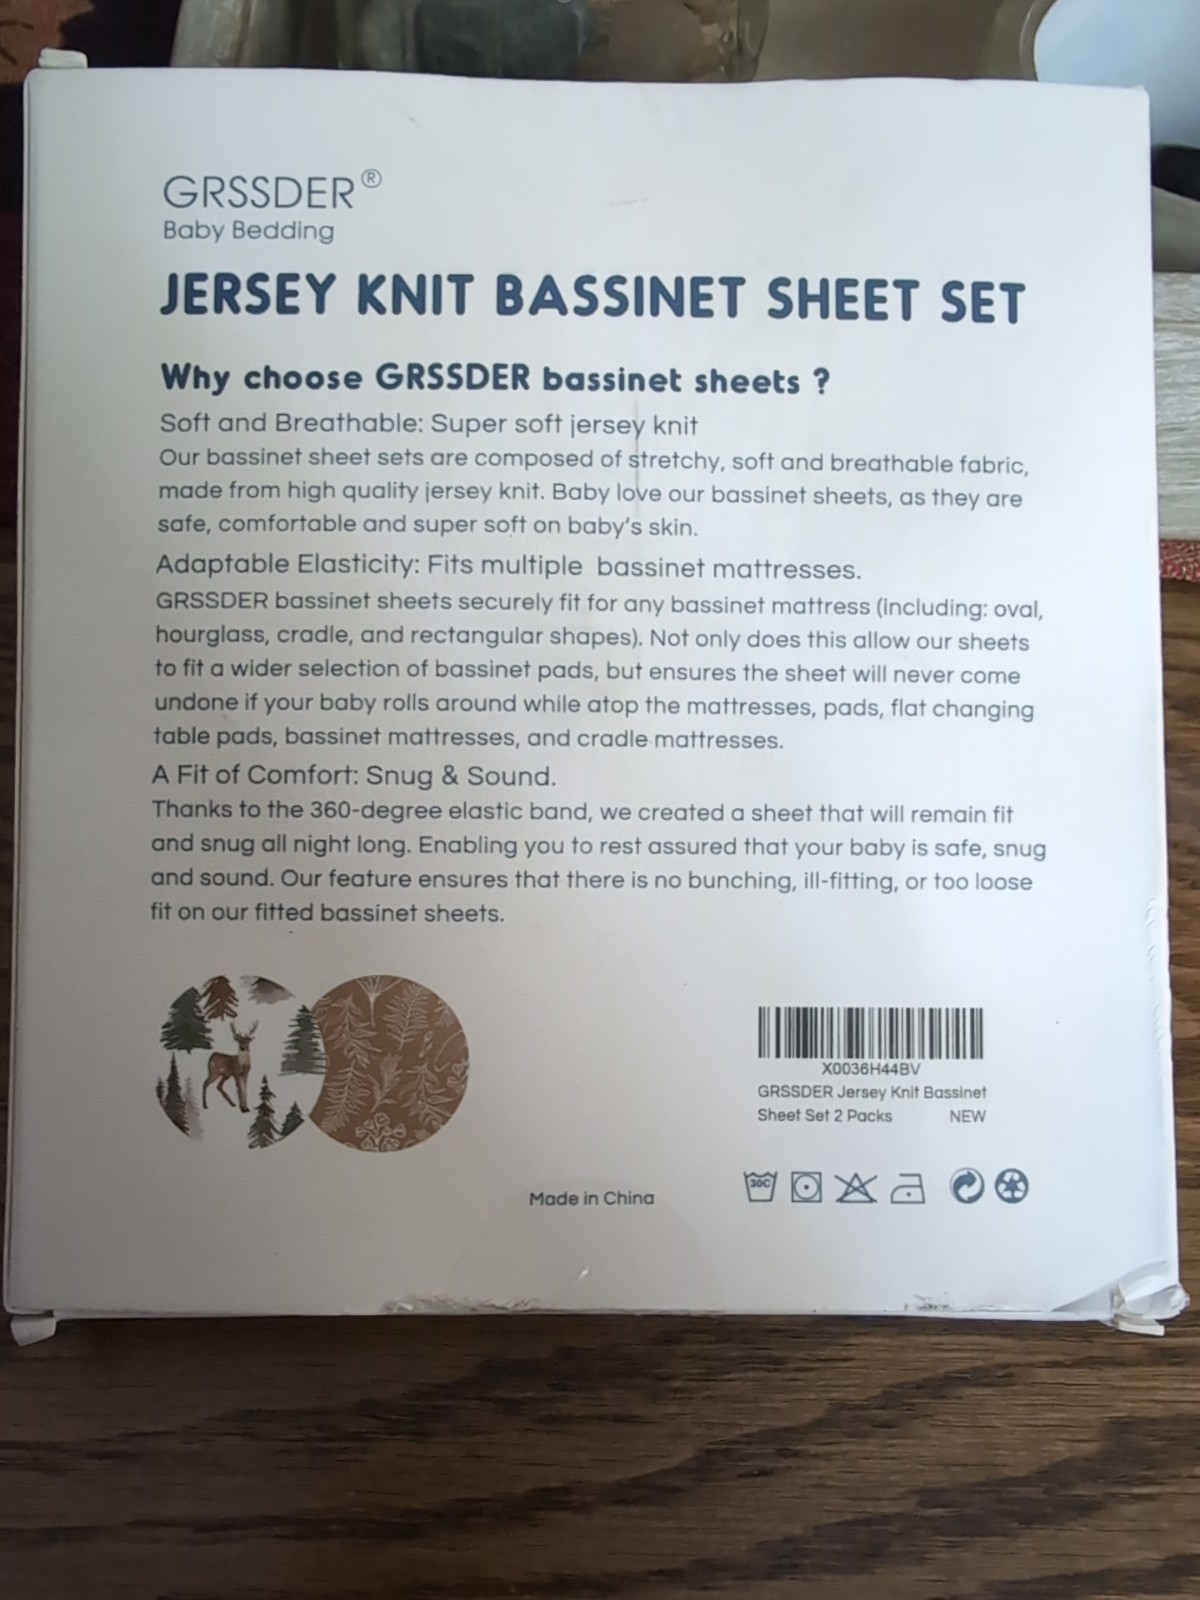 GRSSDER®
Baby Bedding
JERSEY KNIT BASSINET SHEET SET
Why choose GRSSDER bassinet sheets ?
Soft and Breathable: Super soft jersey knit
Our bassinet sheet sets are composed of stretchy, soft and breathable fabric,
made from high quality jersey knit. Baby love our bassinet sheets, as they are
safe, comfortable and super soft on baby's skin.
Adaptable Elasticity: Fits multiple bassinet mattresses.
GRSSDER bassinet sheets securely fit for any bassinet mattress (including: oval,
hourglass, cradle, and rectangular shapes). Not only does this allow our sheets
to fit a wider selection of bassinet pads, but ensures the sheet will never come
undone if your baby rolls around while atop the mattresses, pads, flat changing
table pads, bassinet mattresses, and cradle mattresses.
A Fit of Comfort: Snug & Sound.
Thanks to the 360-degree elastic band, we created a sheet that will remain fit
and snug all night long. Enabling you to rest assured that your baby is safe, snug
and sound. Our feature ensures that there is no bunching, ill-fitting, or too loose
fit on our fitted bassinet sheets.
X0036H44BV
GRSSDER Jersey Knit Bassinet
Sheet Set 2 Packs NEW
30C
Made in China